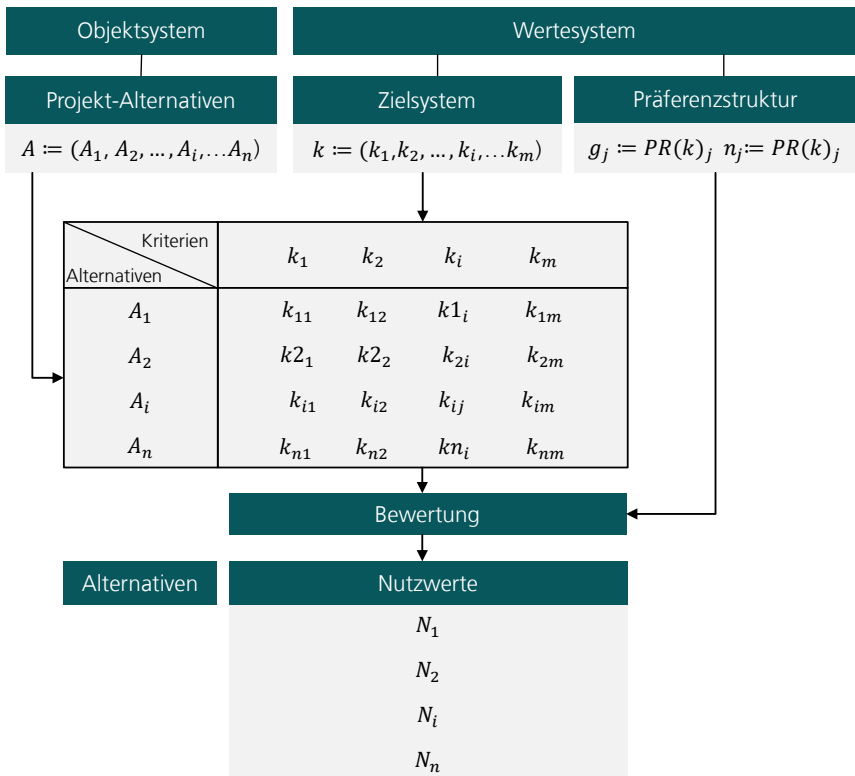 Objektsystem Wertesystem
Projekt-Alternativen Zielsystem Präferenzstruktur
A ≔ (A₁, A₂, …, Aᵢ,…Aₙ) k ≔ (k₁,k₂, …, kᵢ,…kₘ) gⱼ ≔ PR(k)ⱼ nⱼ≔ PR(k)ⱼ
Kriterien
Alternativen
k₁ k₂ kᵢ kₘ
A₁ k₁₁ k₁₂ k1ᵢ k₁ₘ
A₂ k2₁ k2₂ k₂ᵢ k₂ₘ
Aᵢ kᵢ₁ kᵢ₂ kᵢⱼ kᵢₘ
Aₙ kₙ₁ kₙ₂ knᵢ kₙₘ
Bewertung
Alternativen Nutzwerte
N₁
N₂
Nᵢ
Nₙ